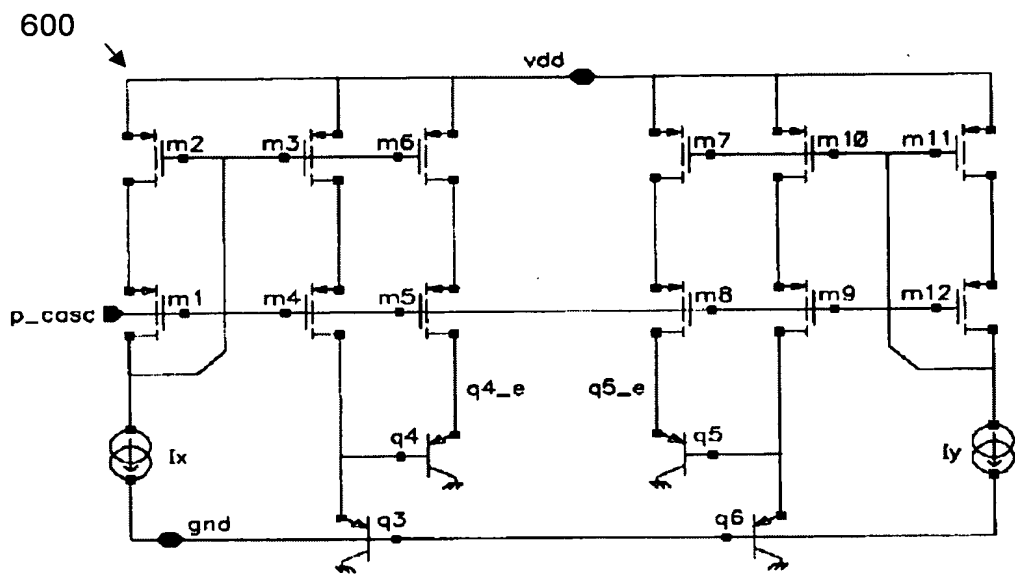 600
vdd
m2 m3 m6 m7 m10 m11
m1 m4 m5 m8 m9 m12
p_casc
q4_e q5_e
q4 q5
Ix Iy
gnd q3 q6